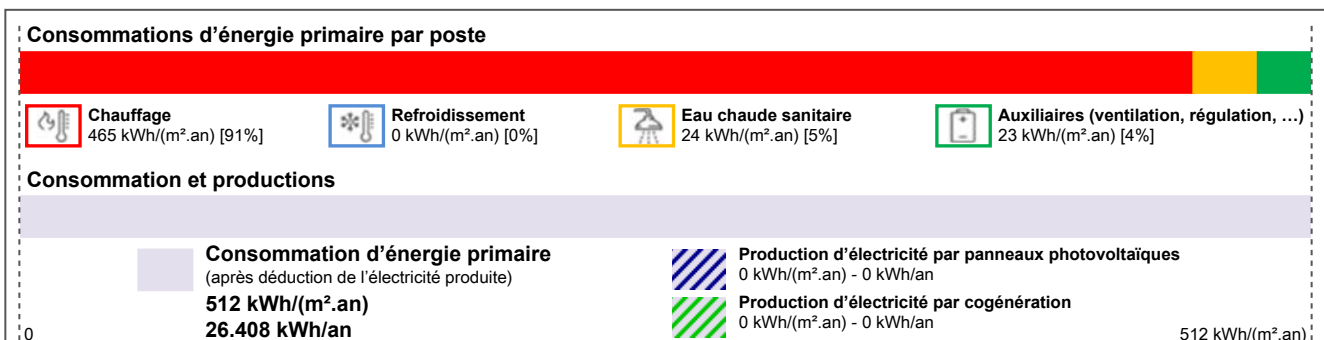 Consommations d’énergie primaire par poste
Chauffage
465 kWh/(m².an) [91%]
Refroidissement
0 kWh/(m².an) [0%]
Eau chaude sanitaire
24 kWh/(m².an) [5%]
Auxiliaires (ventilation, régulation, …)
23 kWh/(m².an) [4%]
Consommation et productions
Consommation d’énergie primaire
(après déduction de l’électricité produite)
512 kWh/(m².an)
26.408 kWh/an
Production d’électricité par panneaux photovoltaïques
0 kWh/(m².an) - 0 kWh/an
Production d’électricité par cogénération
0 kWh/(m².an) - 0 kWh/an
0
512 kWh/(m².an)